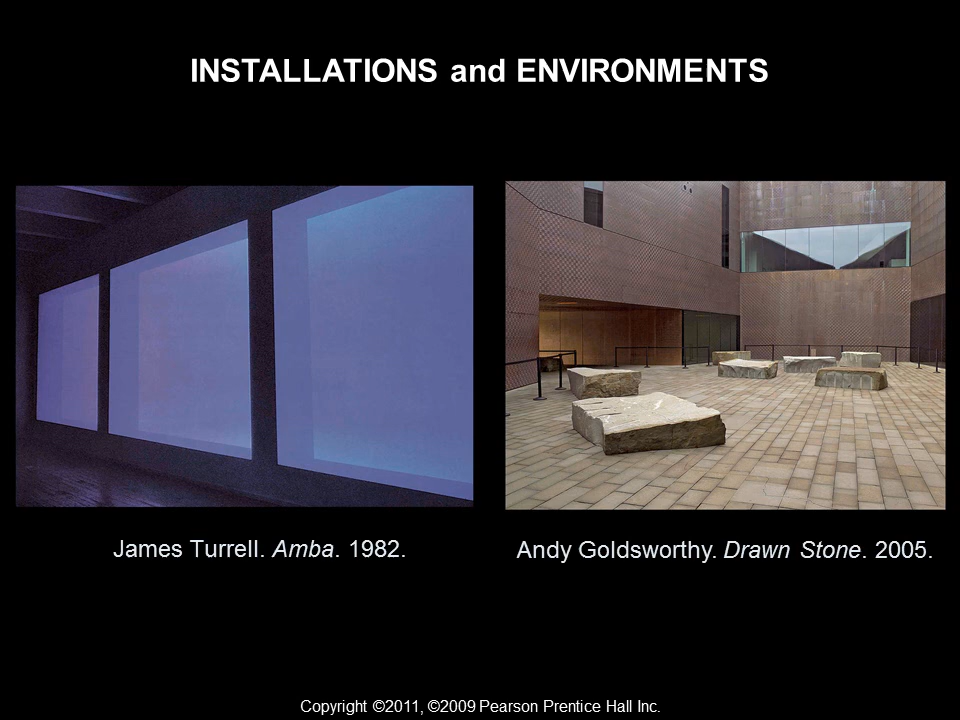 INSTALLATIONS and ENVIRONMENTS
James Turrell. Amba. 1982.
Andy Goldsworthy. Drawn Stone. 2005.
Copyright ©2011, ©2009 Pearson Prentice Hall Inc.